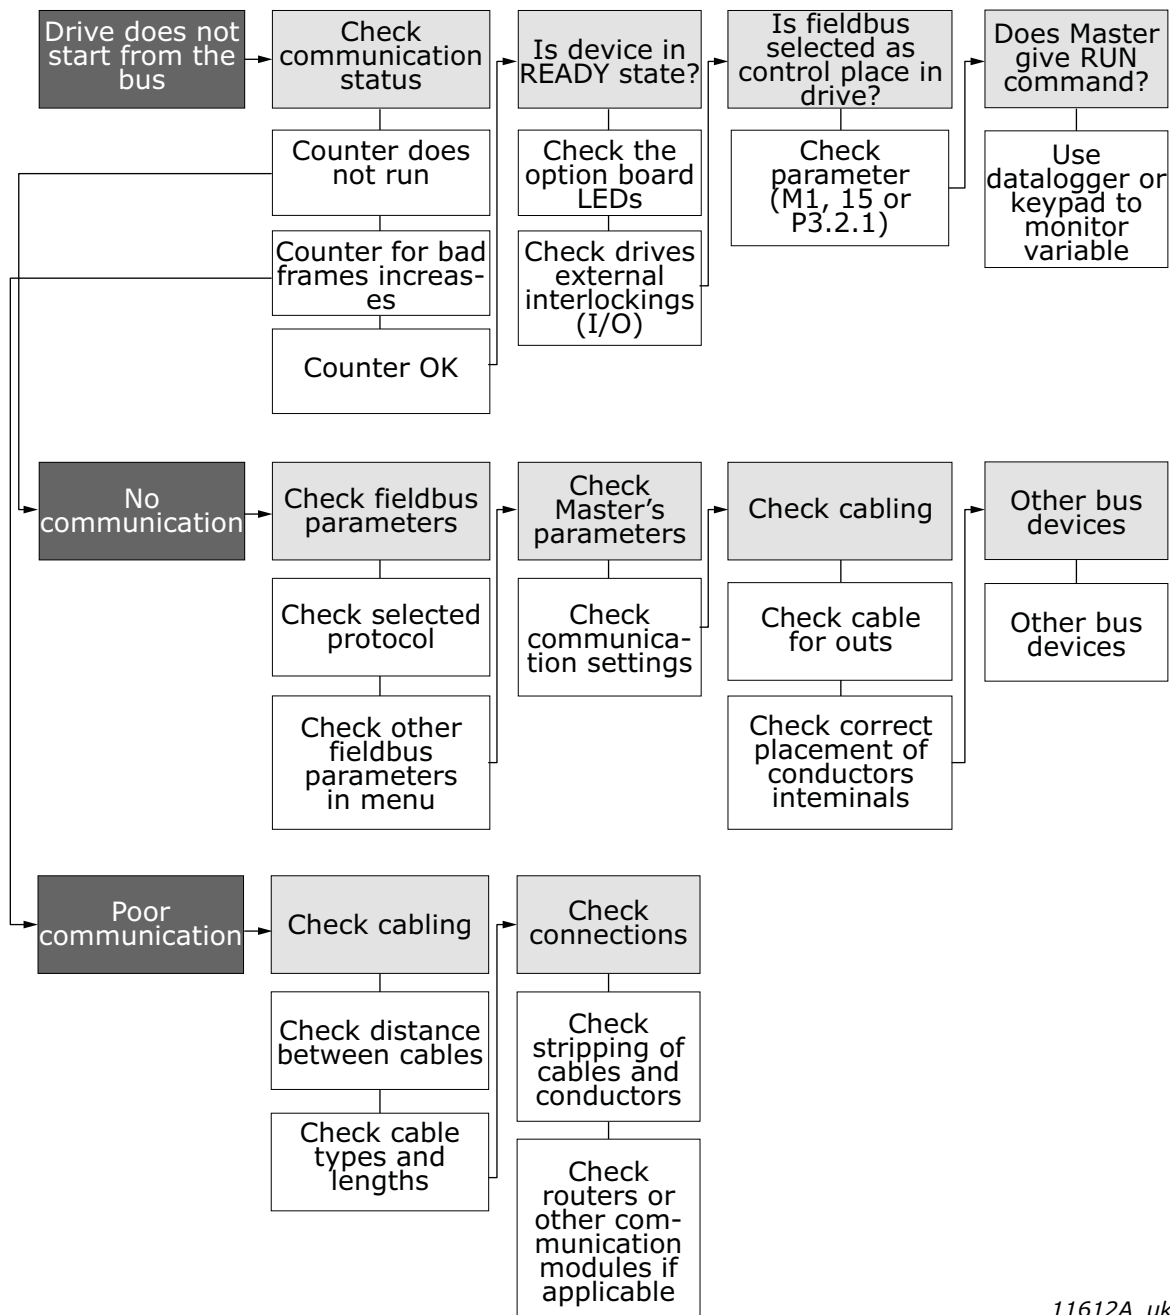 Drive does not
start from the
bus
Check
communication
status
Is device in
READY state?
Is fieldbus
selected as
control place in
drive?
Does Master
give RUN
command?
Counter does
not run
Check the
option board
LEDs
Check
parameter
(M1, 15 or
P3.2.1)
Use
datalogger or
keypad to
monitor
variable
Counter for bad
frames increas-
es
Check drives
external
interlockings
(I/O)
Counter OK
No
communication
Check fieldbus
parameters
Check
Master’s
parameters
Check cabling
Other bus
devices
Check selected
protocol
Check
communica-
tion settings
Check cable
for outs
Other bus
devices
Check other
fieldbus
parameters
in menu
Check correct
placement of
conductors
inteminals
Poor
communication
Check cabling
Check
connections
Check distance
between cables
Check
stripping of
cables and
conductors
Check cable
types and
lengths
Check
routers or
other com-
munication
modules if
applicable
11612A_uk